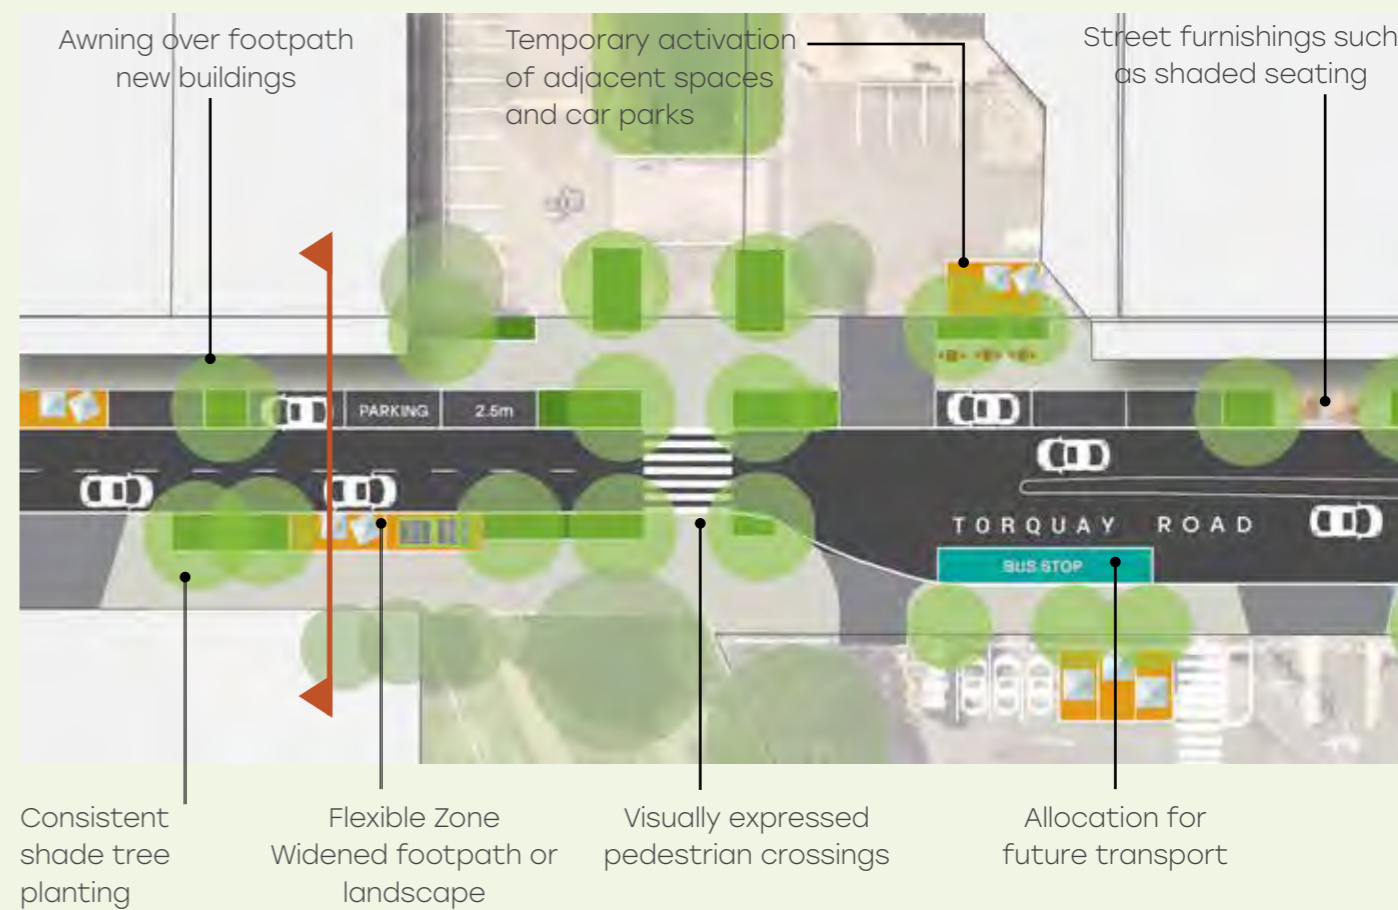 Awning over footpath
new buildings
Temporary activation
of adjacent spaces
and car parks
Street furnishings such
as shaded seating
PARKING
2.5m
TORQUAY ROAD
BUS STOP
Consistent
shade tree
planting
Flexible Zone
Widened footpath or
landscape
Visually expressed
pedestrian crossings
Allocation for
future transport